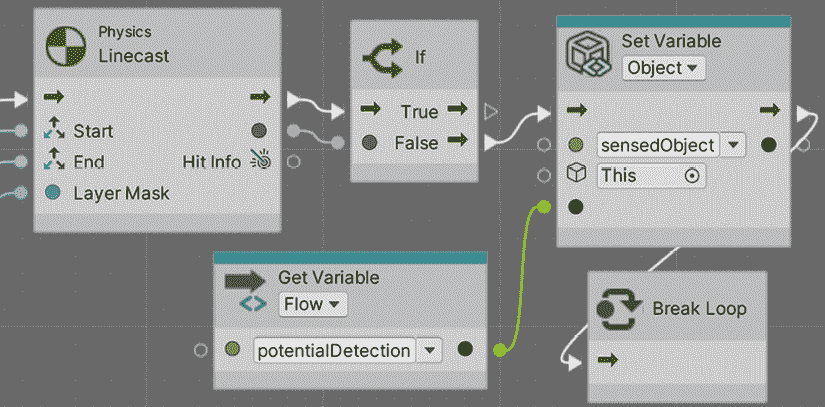 Physics
Linecast
Start
End
Hit Info
Layer Mask
If
True
False
Set Variable
Object
sensedObject
This
Get Variable
Flow
potentialDetection
Break Loop